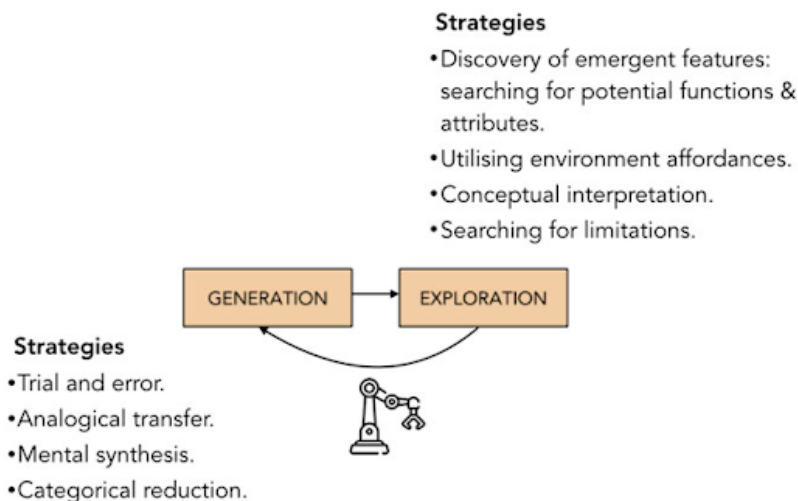 Strategies
•Discovery of emergent features:
searching for potential functions &
attributes.
•Utilising environment affordances.
•Conceptual interpretation.
•Searching for limitations.
GENERATION
EXPLORATION
Strategies
•Trial and error.
•Analogical transfer.
•Mental synthesis.
•Categorical reduction.